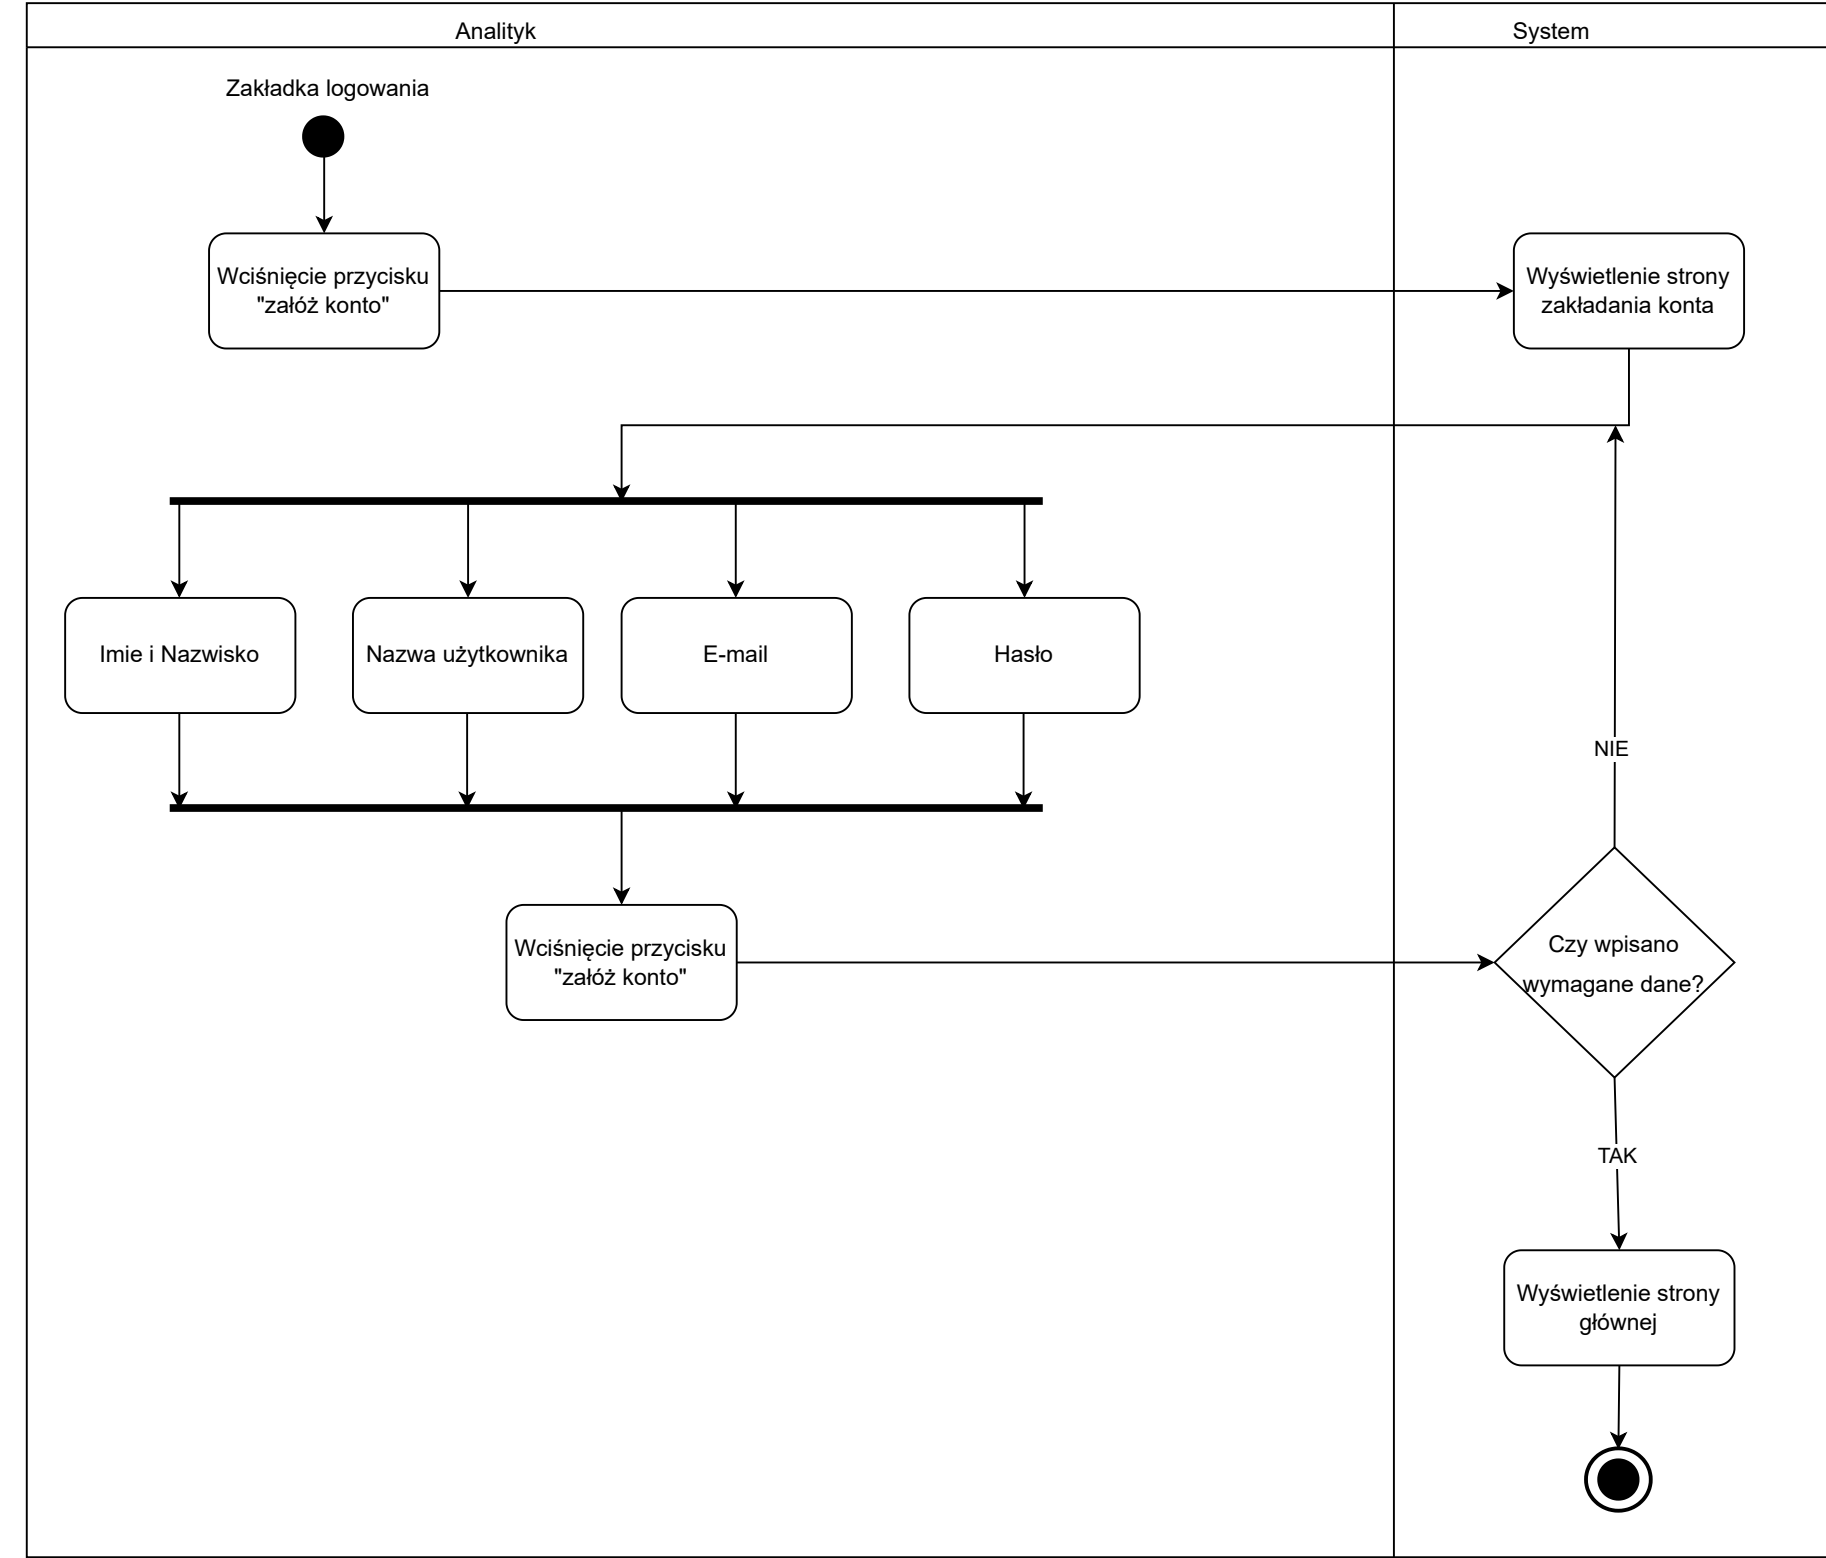 Analityk
System
Zakładka logowania
Wciśnięcie przycisku
"załóż konto"
Wyświetlenie strony
zakładania konta
Imie i Nazwisko
Nazwa użytkownika
E-mail
Hasło
NIE
Wciśnięcie przycisku
"załóż konto"
Czy wpisano
wymagane dane?
TAK
Wyświetlenie strony
głównej